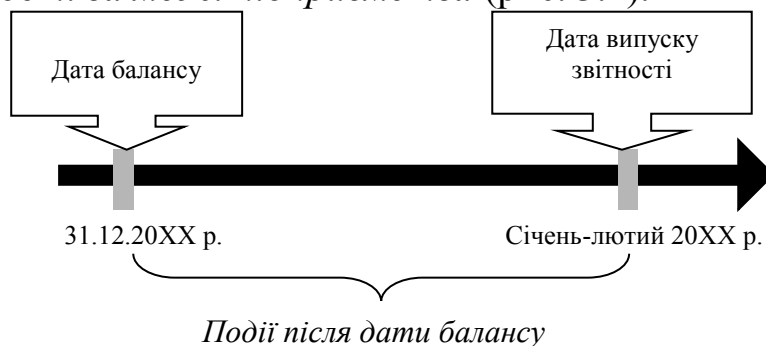 Дата балансу
Дата випуску
звітності
31.12.20ХХ р.
Січень-лютий 20ХХ р.
Події після дати балансу